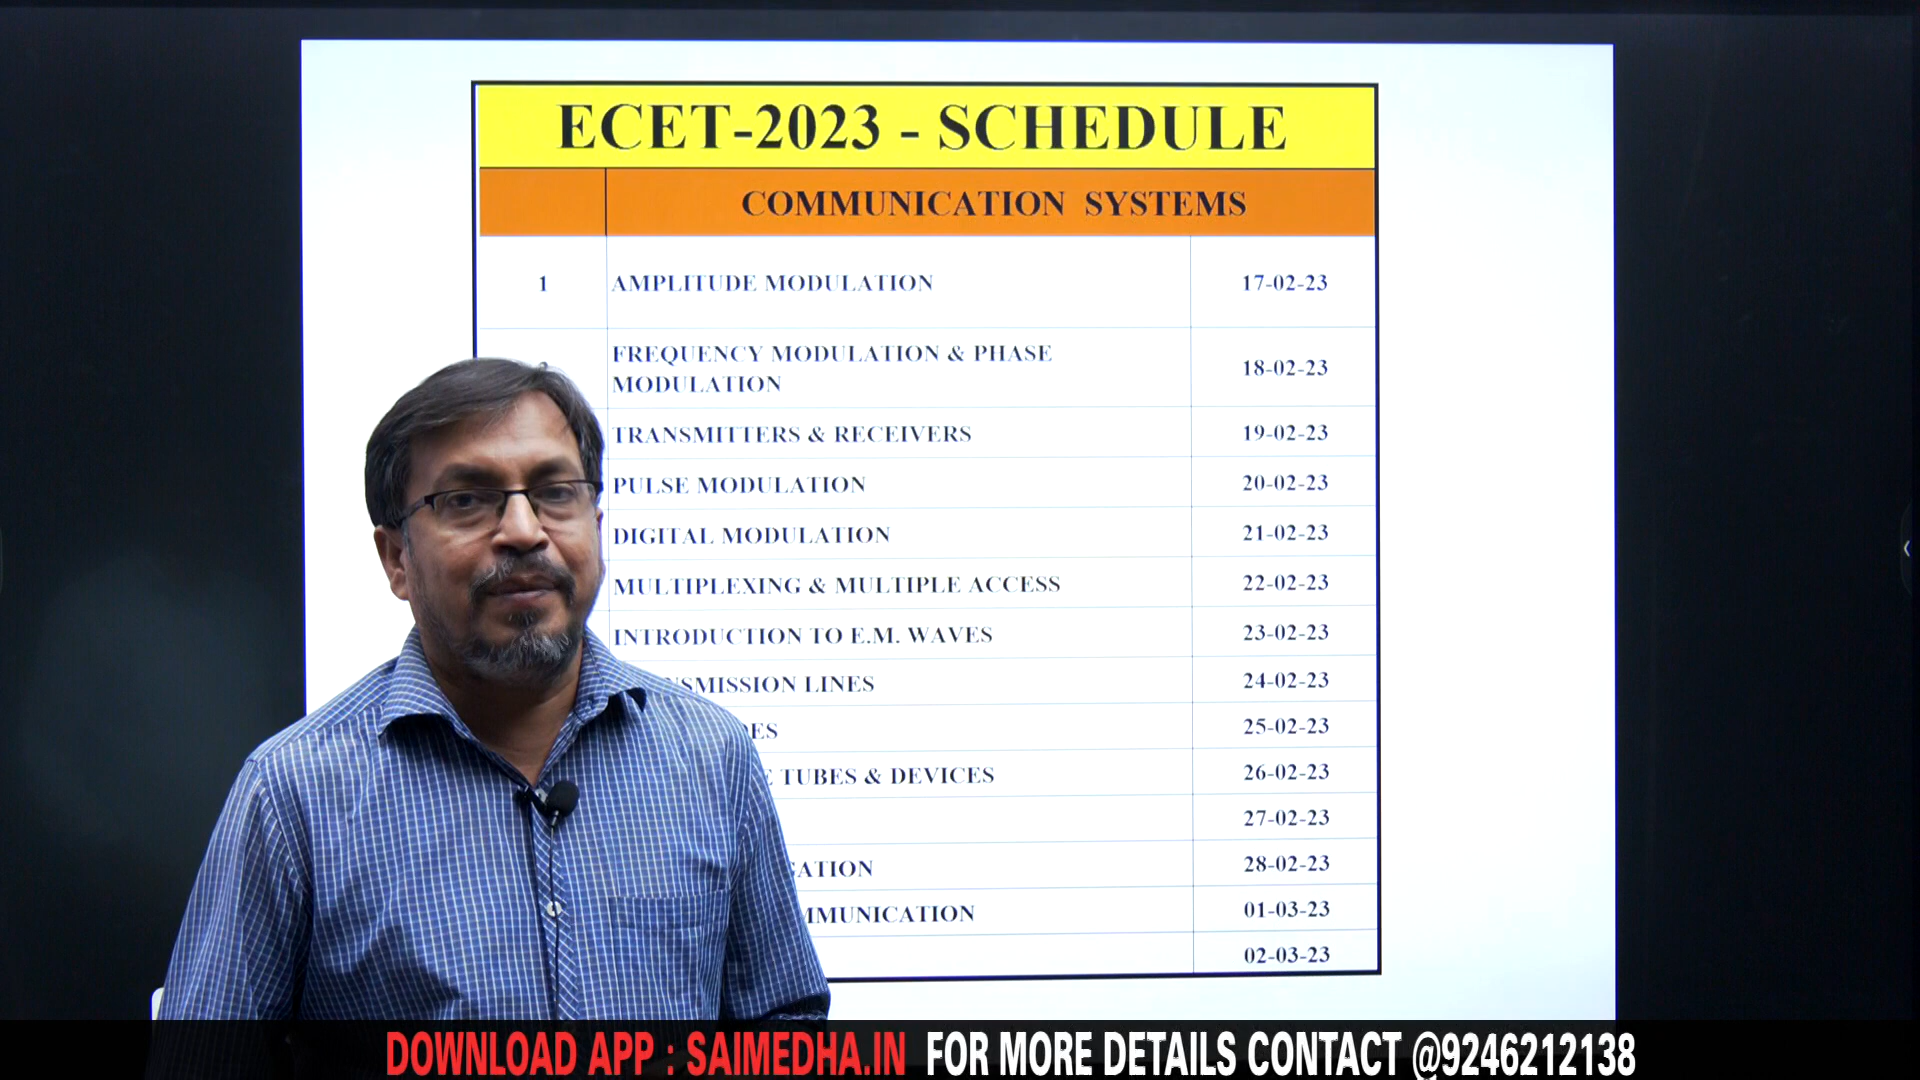 ECET-2023 - SCHEDULE
COMMUNICATION SYSTEMS
1 AMPLITUDE MODULATION 17-02-23
FREQUENCY MODULATION & PHASE
MODULATION 18-02-23
TRANSMITTERS & RECEIVERS 19-02-23
PULSE MODULATION 20-02-23
DIGITAL MODULATION 21-02-23
MULTIPLEXING & MULTIPLE ACCESS 22-02-23
INTRODUCTION TO E.M. WAVES 23-02-23
LINES 24-02-23
25-02-23
TUBES & DEVICES 26-02-23
27-02-23
28-02-23
01-03-23
02-03-23
DOWNLOAD APP : SAIMEDHA.IN FOR MORE DETAILS CONTACT @9246212138